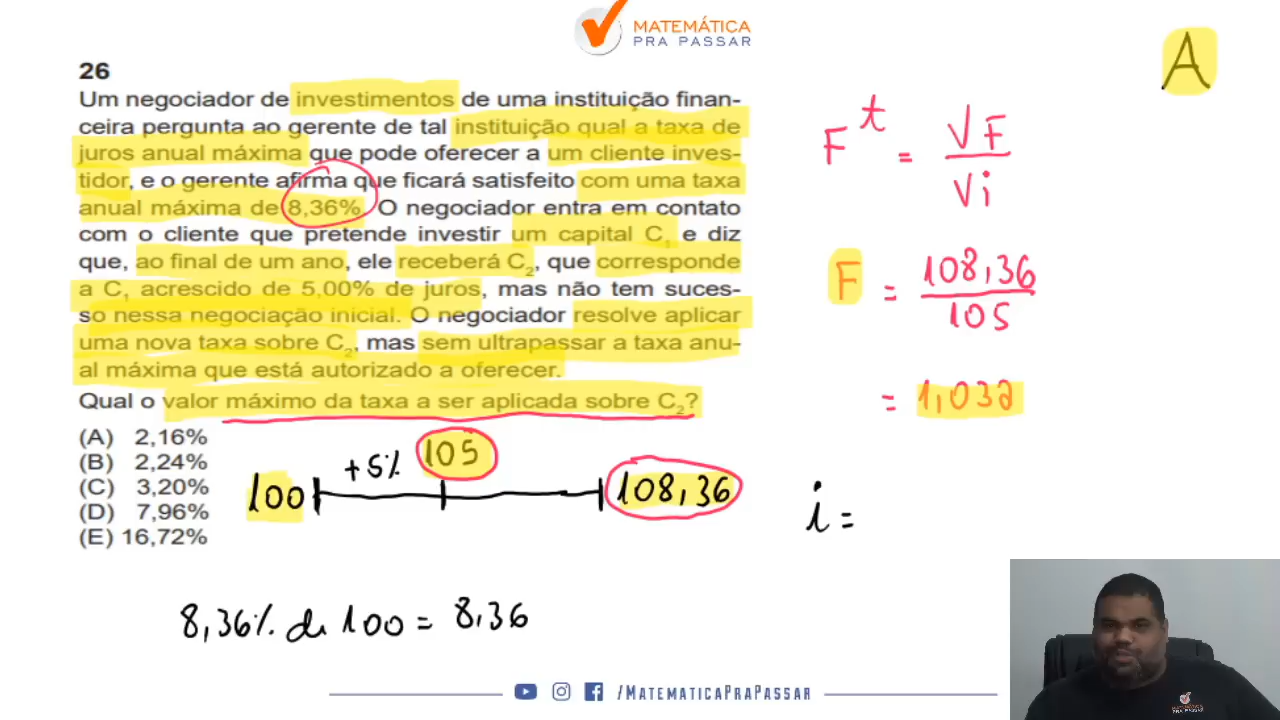 MATEMÁTICA
PRA PASSAR
A
26
Um negociador de investimentos de uma instituição finan-
ceira pergunta ao gerente de tal instituição qual a taxa de
juros anual máxima que pode oferecer a um cliente inves-
tidor, e o gerente afirma que ficará satisfeito com uma taxa
anual máxima de 8,36%. O negociador entra em contato
com o cliente que pretende investir um capital C₁ e diz
que, ao final de um ano, ele receberá C₂, que corresponde
a C₁ acrescido de 5,00% de juros, mas não tem suces-
so nessa negociação inicial. O negociador resolve aplicar
uma nova taxa sobre C₂, mas sem ultrapassar a taxa anu-
al máxima que está autorizado a oferecer.
Qual o valor máximo da taxa a ser aplicada sobre C₂?
(A) 2,16%
(B) 2,24%
(C) 3,20%
(D) 7,96%
(E) 16,72%
100 +5% 105 108,36
8,36% de 100 = 8,36
F^t = VF/Vi
F = 108,36/105
= 1,032
i =
/MATEMATICAPRAPASSAR